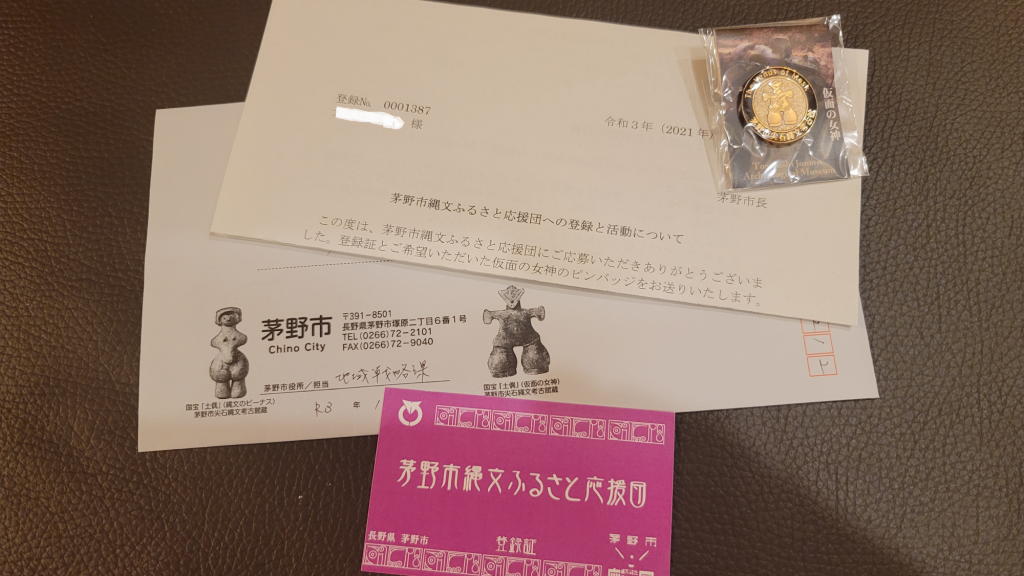 登録№ 0001387
様
令和3年(2021年)
茅野市長
茅野市縄文ふるさと応援団への登録と活動について
この度は、茅野市縄文ふるさと応援団にご応募いただきありがとうございま
した。登録証とご希望いただいた仮面の女神のピンバッジをお送りいたします。
仮面の女神
茅野市
Chino City
〒391-8501
長野県茅野市塚原二丁目6番1号
TEL(0266)72-2101
FAX(0266)72-9040
茅野市役所/担当 地域戦略課
R3 年 1
国宝「土偶」(縄文のビーナス)
茅野市尖石縄文考古館蔵
国宝「土偶」(仮面の女神)
茅野市尖石縄文考古館蔵
茅野市縄文ふるさと応援団
長野県 茅野市
登録証
茅野市